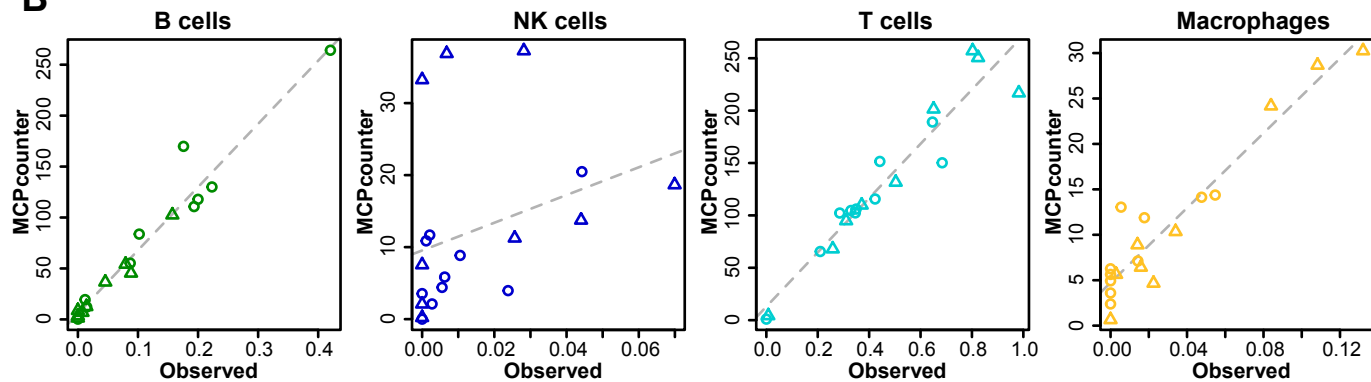 B
B cells
MCPcounter
0 50 100 150 200 250
0.0 0.1 0.2 0.3 0.4
Observed
NK cells
MCPcounter
0 10 20 30
0.00 0.02 0.04 0.06
Observed
T cells
MCPcounter
0 50 100 150 200 250
0.0 0.2 0.4 0.6 0.8 1.0
Observed
Macrophages
MCPcounter
0 5 10 15 20 25 30
0.00 0.04 0.08 0.12
Observed